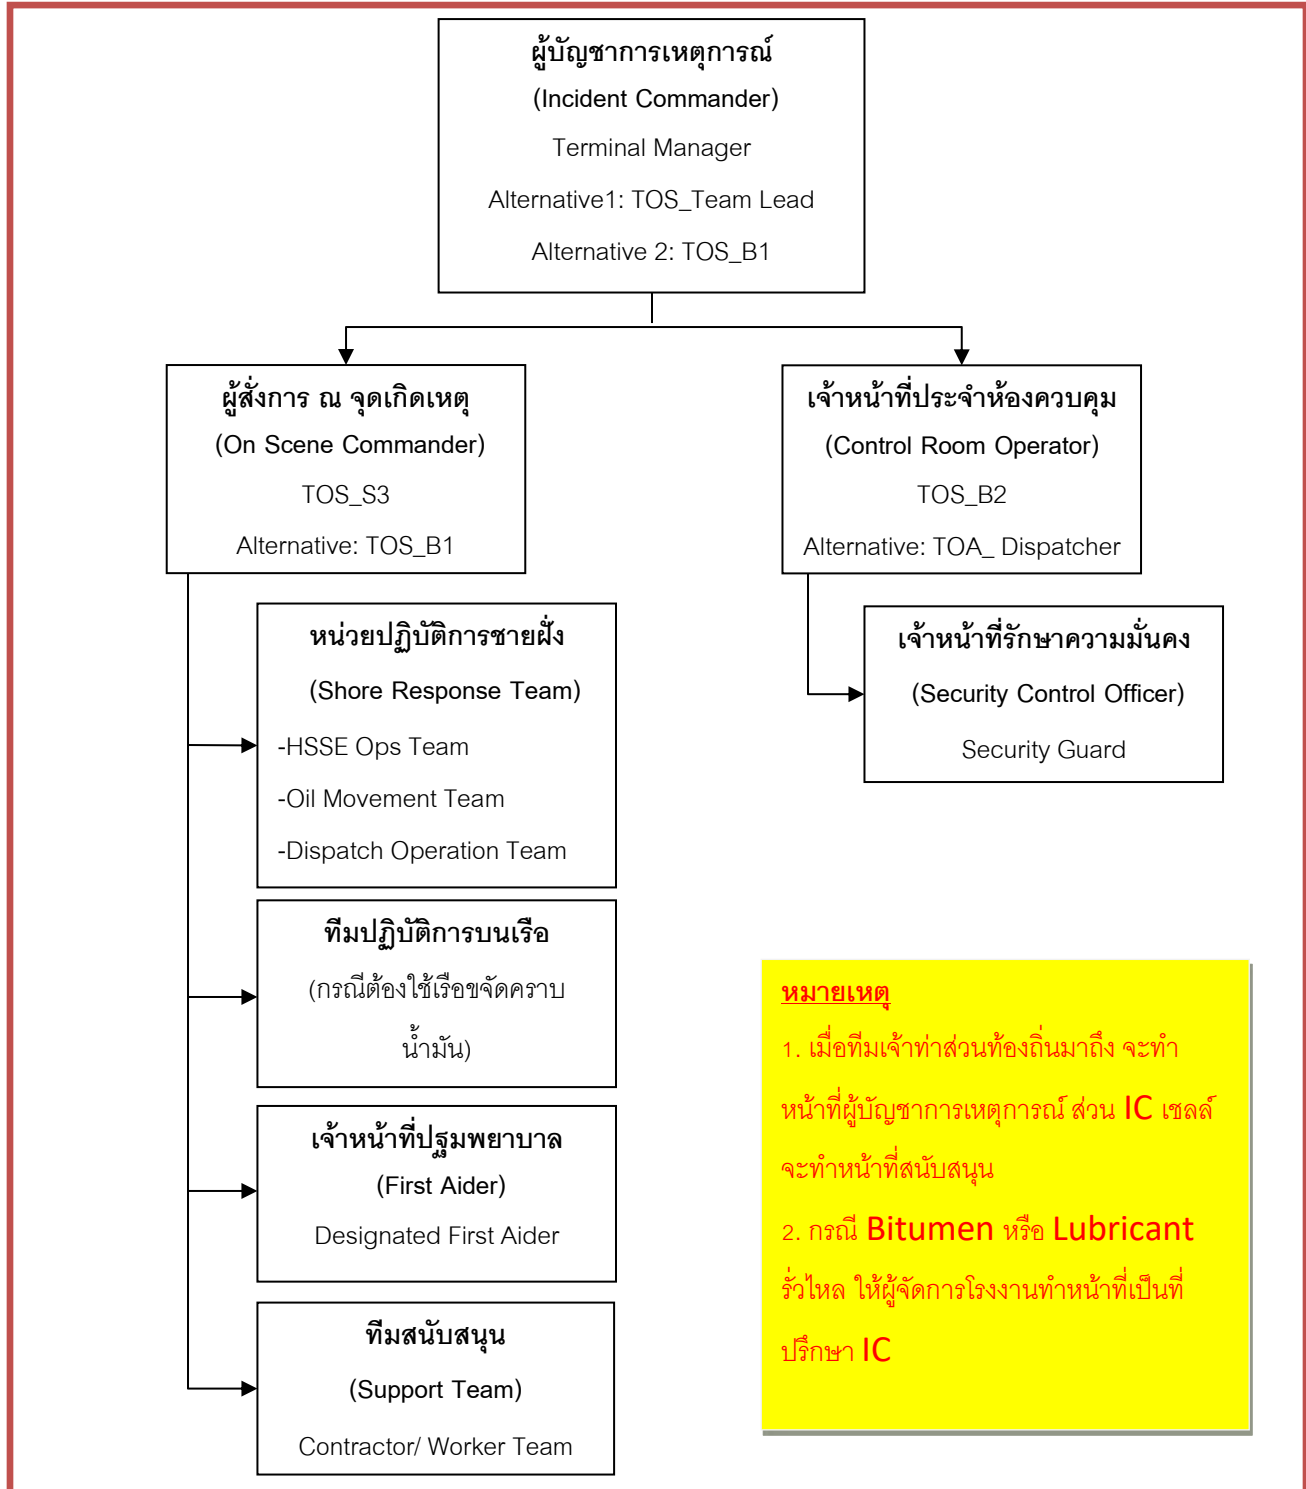 ผู้บัญชาการเหตุการณ์
(Incident Commander)
Terminal Manager
Alternative1: TOS_Team Lead
Alternative 2: TOS_B1
ผู้สั่งการ ณ จุดเกิดเหตุ
(On Scene Commander)
TOS_S3
Alternative: TOS_B1
เจ้าหน้าที่ประจำห้องควบคุม
(Control Room Operator)
TOS_B2
Alternative: TOA_ Dispatcher
หน่วยปฏิบัติการชายฝั่ง
(Shore Response Team)
-HSSE Ops Team
-Oil Movement Team
-Dispatch Operation Team
เจ้าหน้าที่รักษาความมั่นคง
(Security Control Officer)
Security Guard
ทีมปฏิบัติการบนเรือ
(กรณีต้องใช้เรือขจัดคราบ
น้ำมัน)
เจ้าหน้าที่ปฐมพยาบาล
(First Aider)
Designated First Aider
ทีมสนับสนุน
(Support Team)
Contractor/ Worker Team
หมายเหตุ
1. เมื่อทีมเจ้าท่าส่วนท้องถิ่นมาถึง จะทำ
หน้าที่ผู้บัญชาการเหตุการณ์ ส่วน IC เชลล์
จะทำหน้าที่สนับสนุน
2. กรณี Bitumen หรือ Lubricant
รั่วไหล ให้ผู้จัดการโรงงานทำหน้าที่เป็นที่
ปรึกษา IC